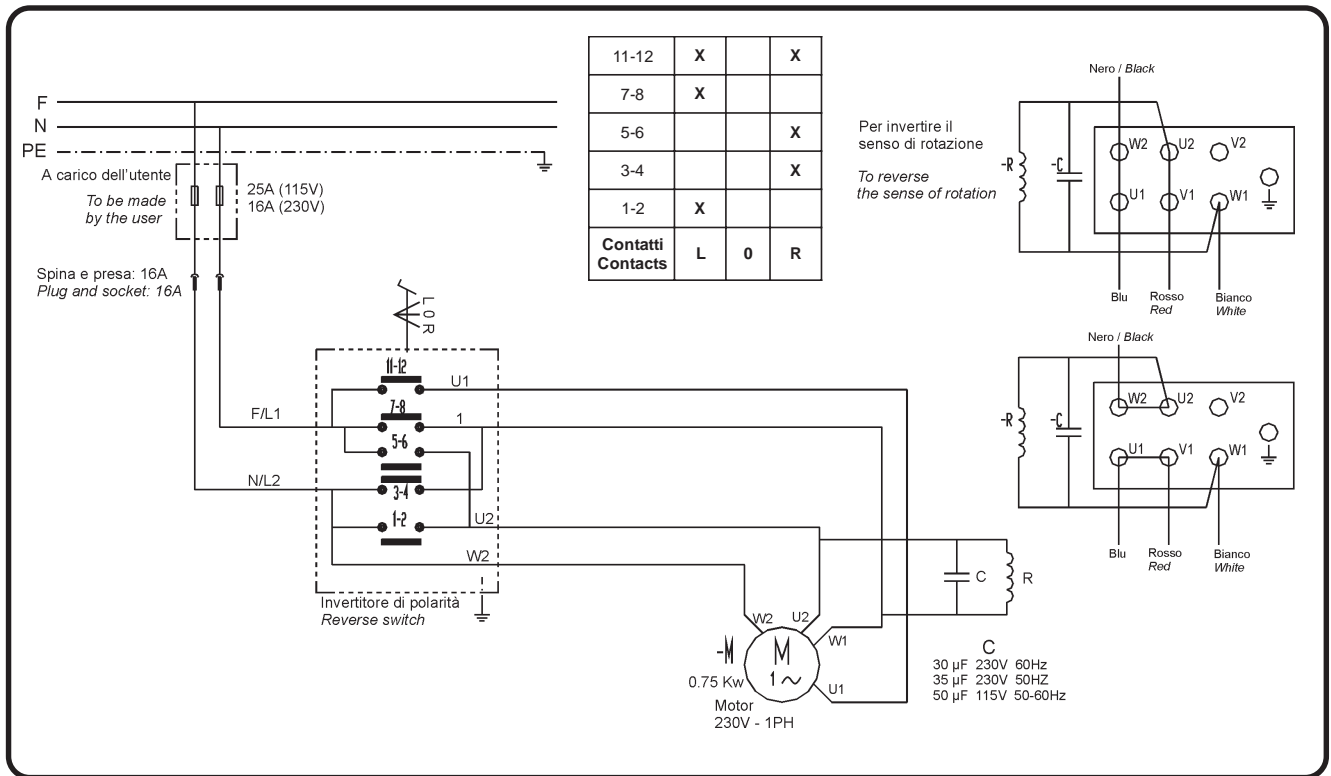 F
N
PE
A carico dell'utente
To be made
by the user
25A (115V)
16A (230V)
Spina e presa: 16A
Plug and socket: 16A
11-12 X X
7-8 X
5-6 X
3-4 X
1-2 X
Contatti
Contacts L 0 R
Per invertire il
senso di rotazione
To reverse
the sense of rotation
Nero / Black
-R
-C
W2 U2 V2
U1 V1 W1
Blu Rosso Bianco
Red White
Nero / Black
-R
-C
W2 U2 V2
U1 V1 W1
Blu Rosso Bianco
Red White
L 0 R
11-12
U1
7-8
F/L1
1
5-6
N/L2
3-4
1-2
U2
W2
Invertitore di polarità
Reverse switch
C
R
W2
U2
W1
U1
-M
M
1~
0.75 Kw
Motor
230V - 1PH
C
30 µF 230V 60Hz
35 µF 230V 50HZ
50 µF 115V 50-60Hz